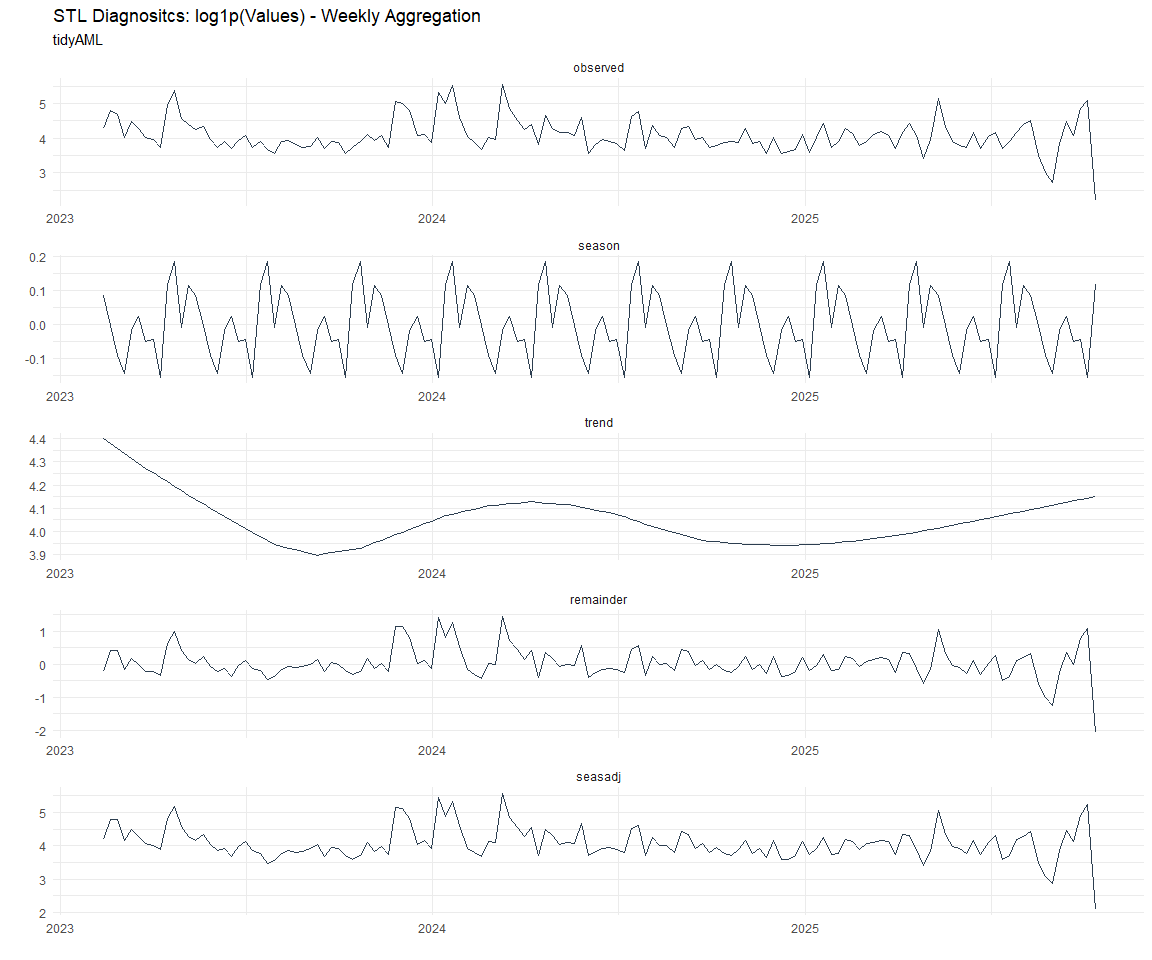 STL Diagnositcs: log1p(Values) - Weekly Aggregation
tidyAML
observed
5
4
3
2023 2024 2025
season
0.2
0.1
0.0
-0.1
2023 2024 2025
trend
4.4
4.3
4.2
4.1
4.0
3.9
2023 2024 2025
remainder
1
0
-1
-2
2023 2024 2025
seasadj
5
4
3
2
2023 2024 2025